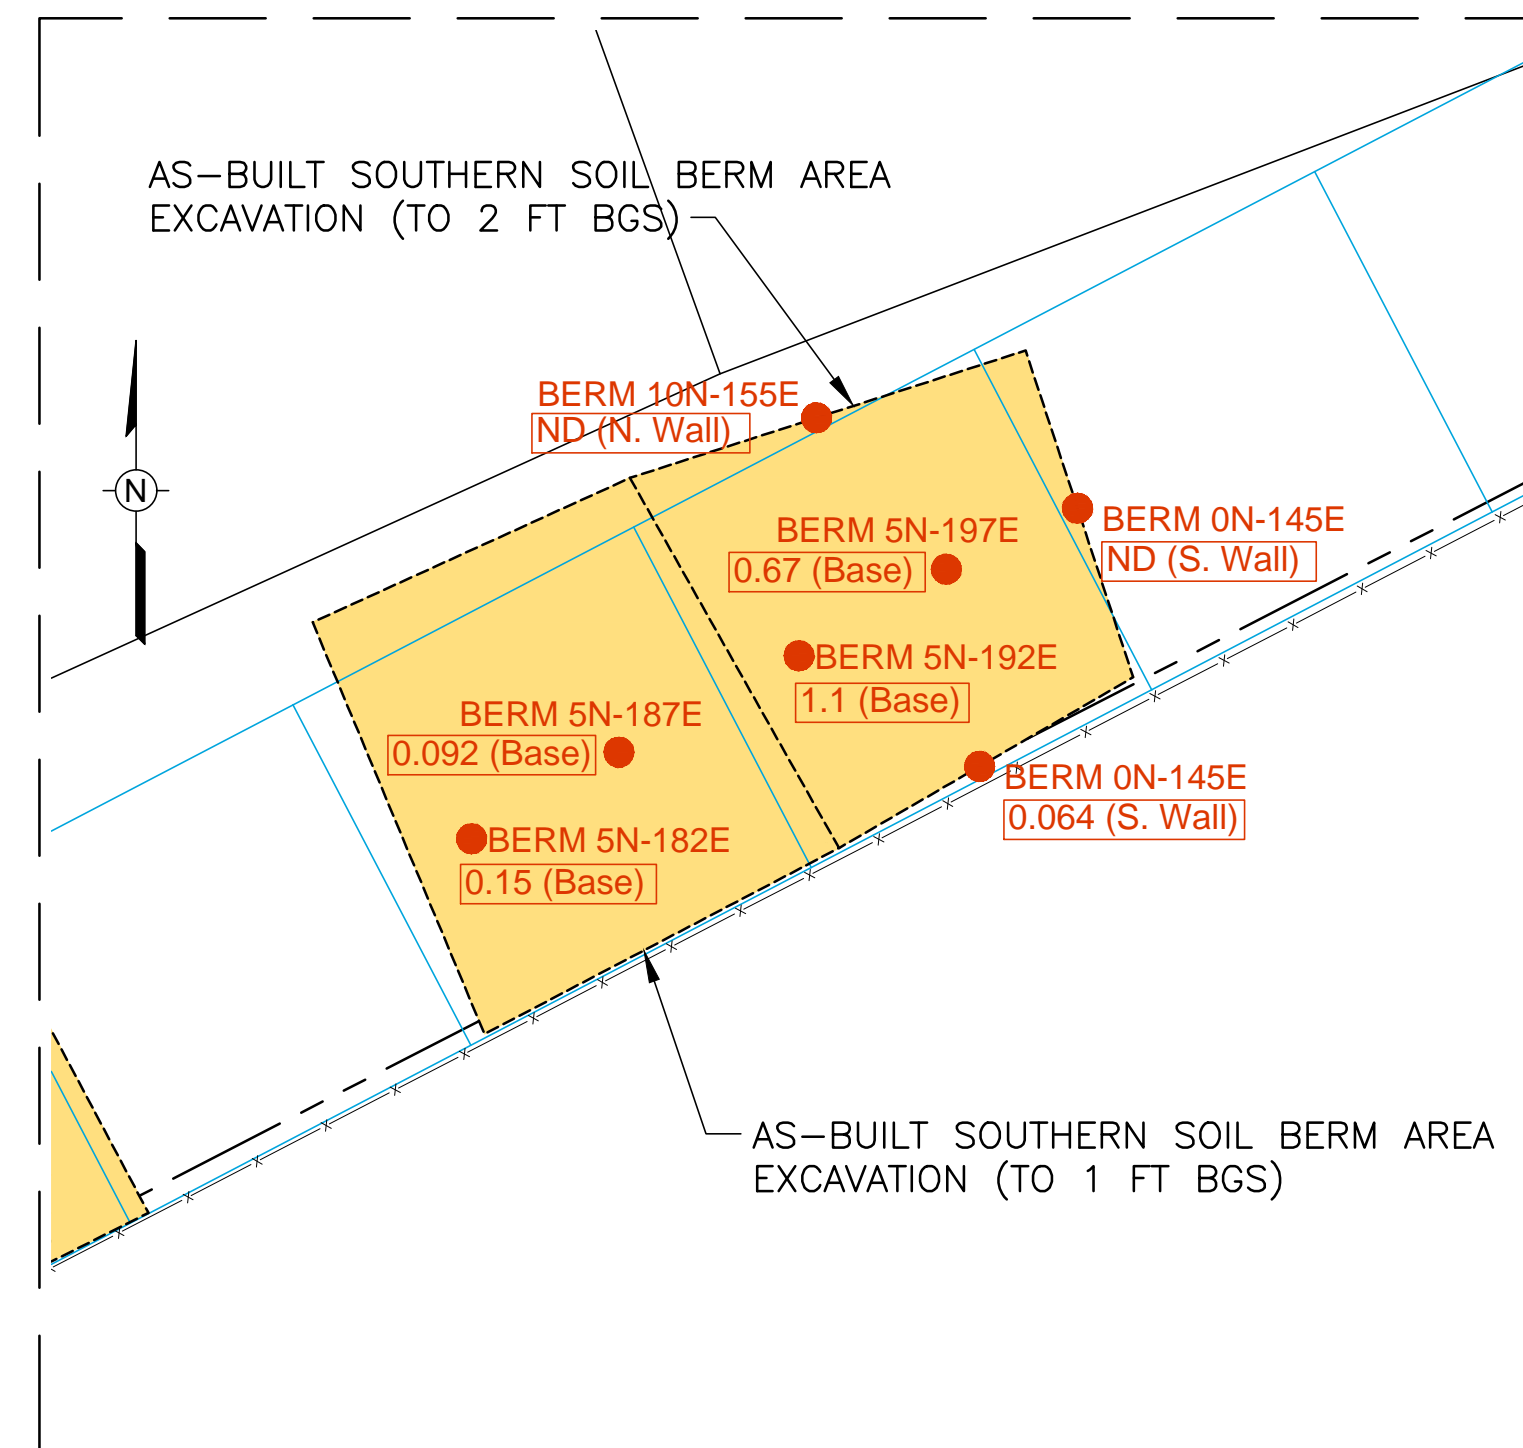 AS-BUILT SOUTHERN SOIL BERM AREA
EXCAVATION (TO 2 FT BGS)
BERM 10N-155E
ND (N. Wall)
N
BERM 5N-197E
0.67 (Base)
BERM 0N-145E
ND (S. Wall)
BERM 5N-192E
1.1 (Base)
BERM 5N-187E
0.092 (Base)
BERM 0N-145E
0.064 (S. Wall)
BERM 5N-182E
0.15 (Base)
AS-BUILT SOUTHERN SOIL BERM AREA
EXCAVATION (TO 1 FT BGS)